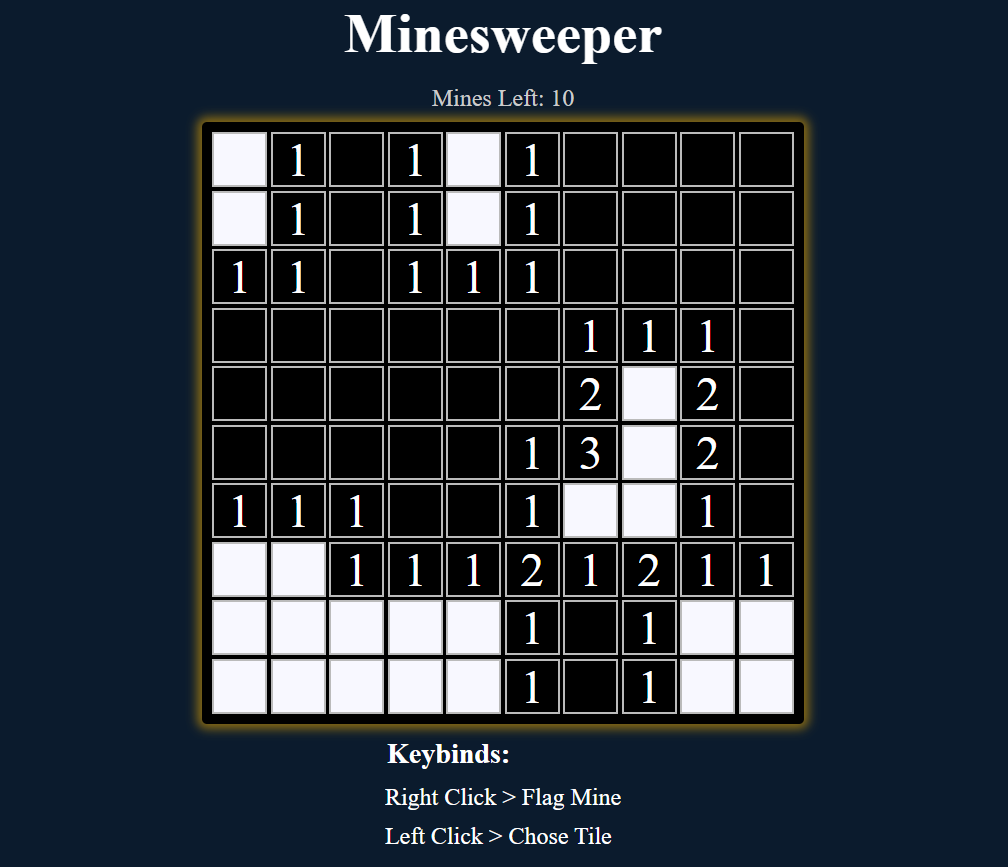 Minesweeper
Mines Left: 10
1 1 1
1 1 1
1 1 1 1 1
1 1 1
2 2
1 3 2
1 1 1 1 1
1 1 1 2 1 2 1 1
1 1
1 1
Keybinds:
Right Click > Flag Mine
Left Click > Chose Tile